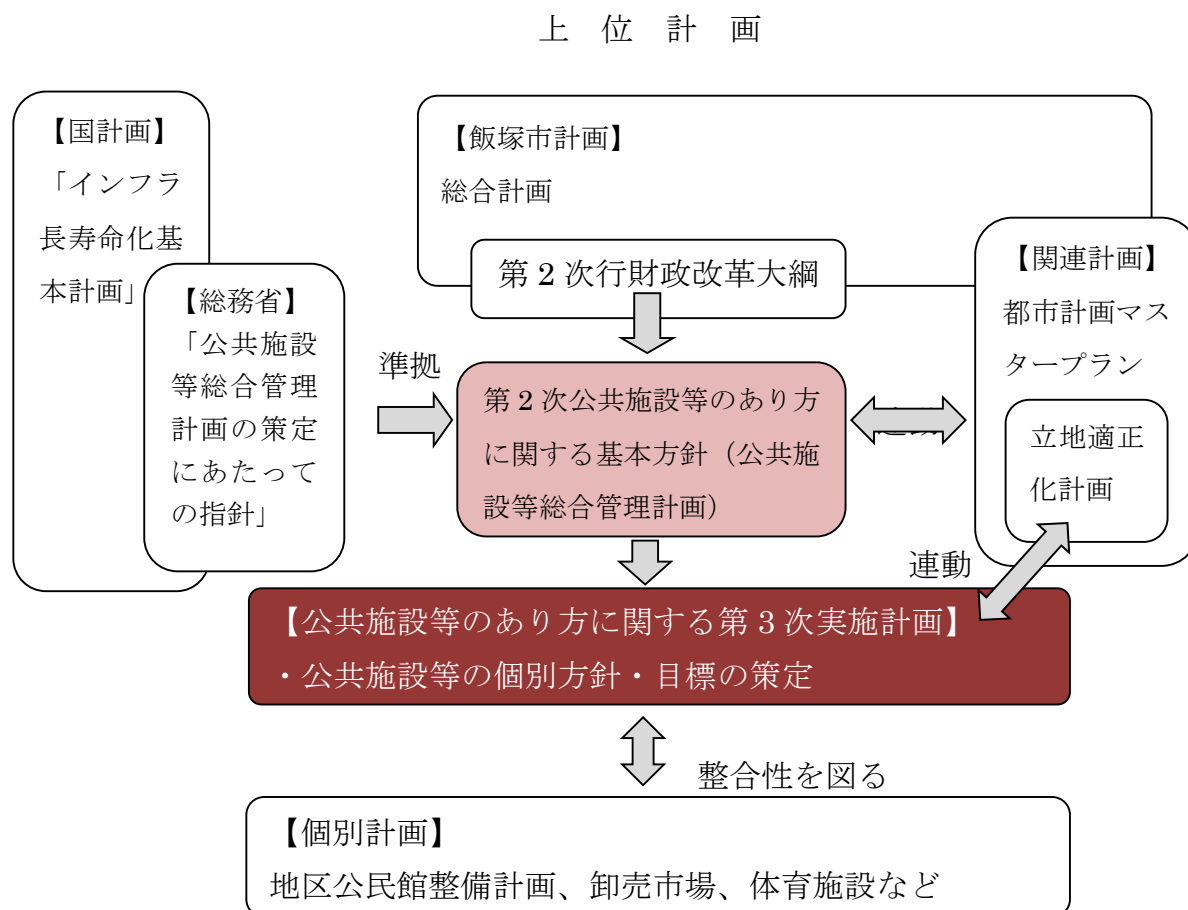 上 位 計 画
【国計画】
「インフラ
長寿命化基
本計画」
【総務省】
「公共施設
等総合管理
計画の策定
にあたって
の指針」
【飯塚市計画】
総合計画
第 2 次行財政改革大綱
準拠
第 2 次公共施設等のあり方
に関する基本方針（公共施
設等総合管理計画）
【関連計画】
都市計画マス
タープラン
立地適正
化計画
連動
【公共施設等のあり方に関する第 3 次実施計画】
・公共施設等の個別方針・目標の策定
整合性を図る
【個別計画】
地区公民館整備計画、卸売市場、体育施設など